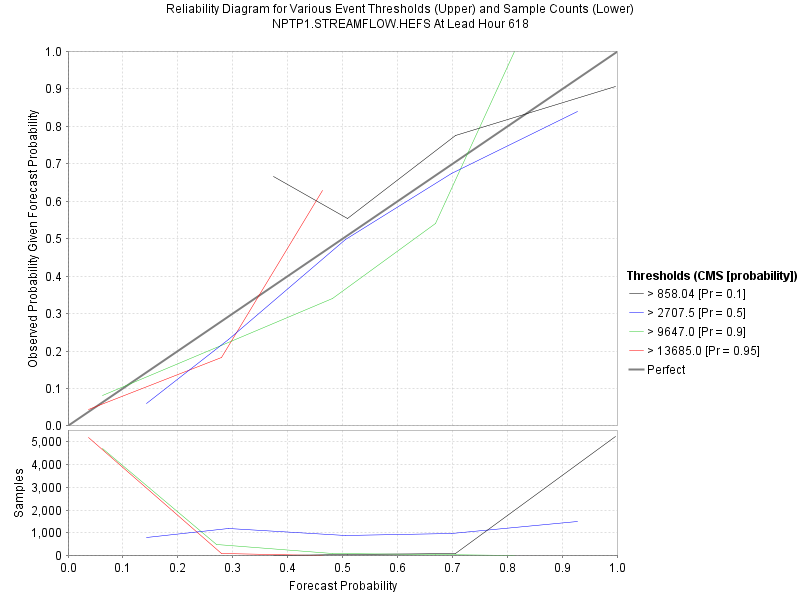 Reliability Diagram for Various Event Thresholds (Upper) and Sample Counts (Lower)
NPTP1.STREAMFLOW.HEFS At Lead Hour 618
Observed Probability Given Forecast Probability
1.0
0.9
0.8
0.7
0.6
0.5
0.4
0.3
0.2
0.1
0.0
Samples
5,000
4,000
3,000
2,000
1,000
0
0.0 0.1 0.2 0.3 0.4 0.5 0.6 0.7 0.8 0.9 1.0
Forecast Probability
Thresholds (CMS [probability])
> 858.04 [Pr = 0.1]
> 2707.5 [Pr = 0.5]
> 9647.0 [Pr = 0.9]
> 13685.0 [Pr = 0.95]
Perfect